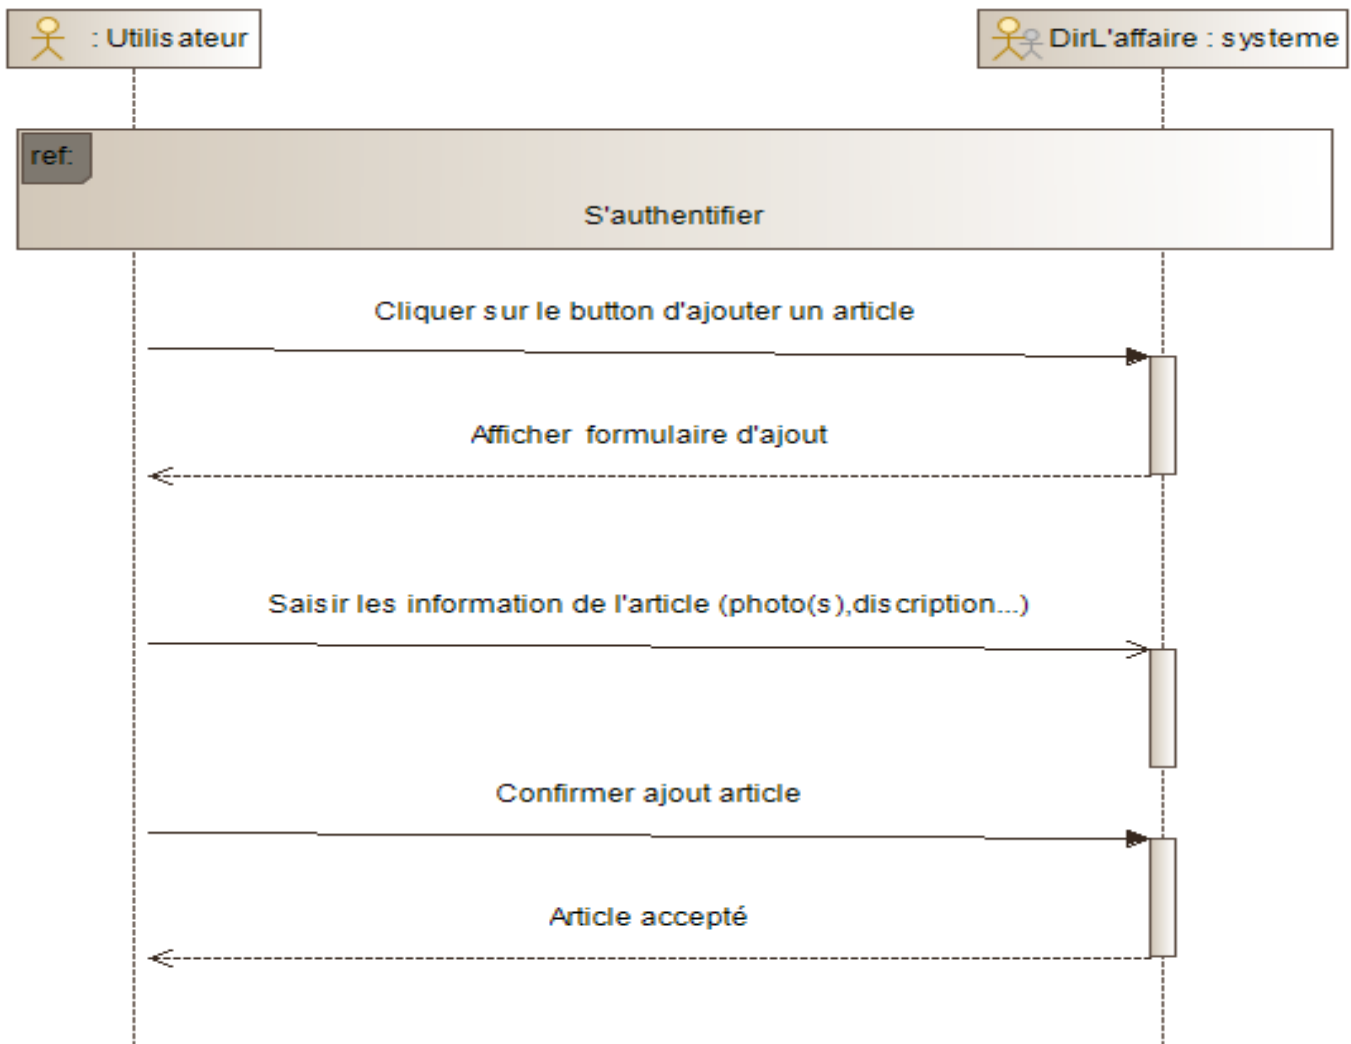 : Utilisateur
DirL'affaire : systeme
ref:
S'authentifier
Cliquer sur le button d'ajouter un article
Afficher formulaire d'ajout
Saisir les information de l'article (photo(s),discription...)
Confirmer ajout article
Article accepté